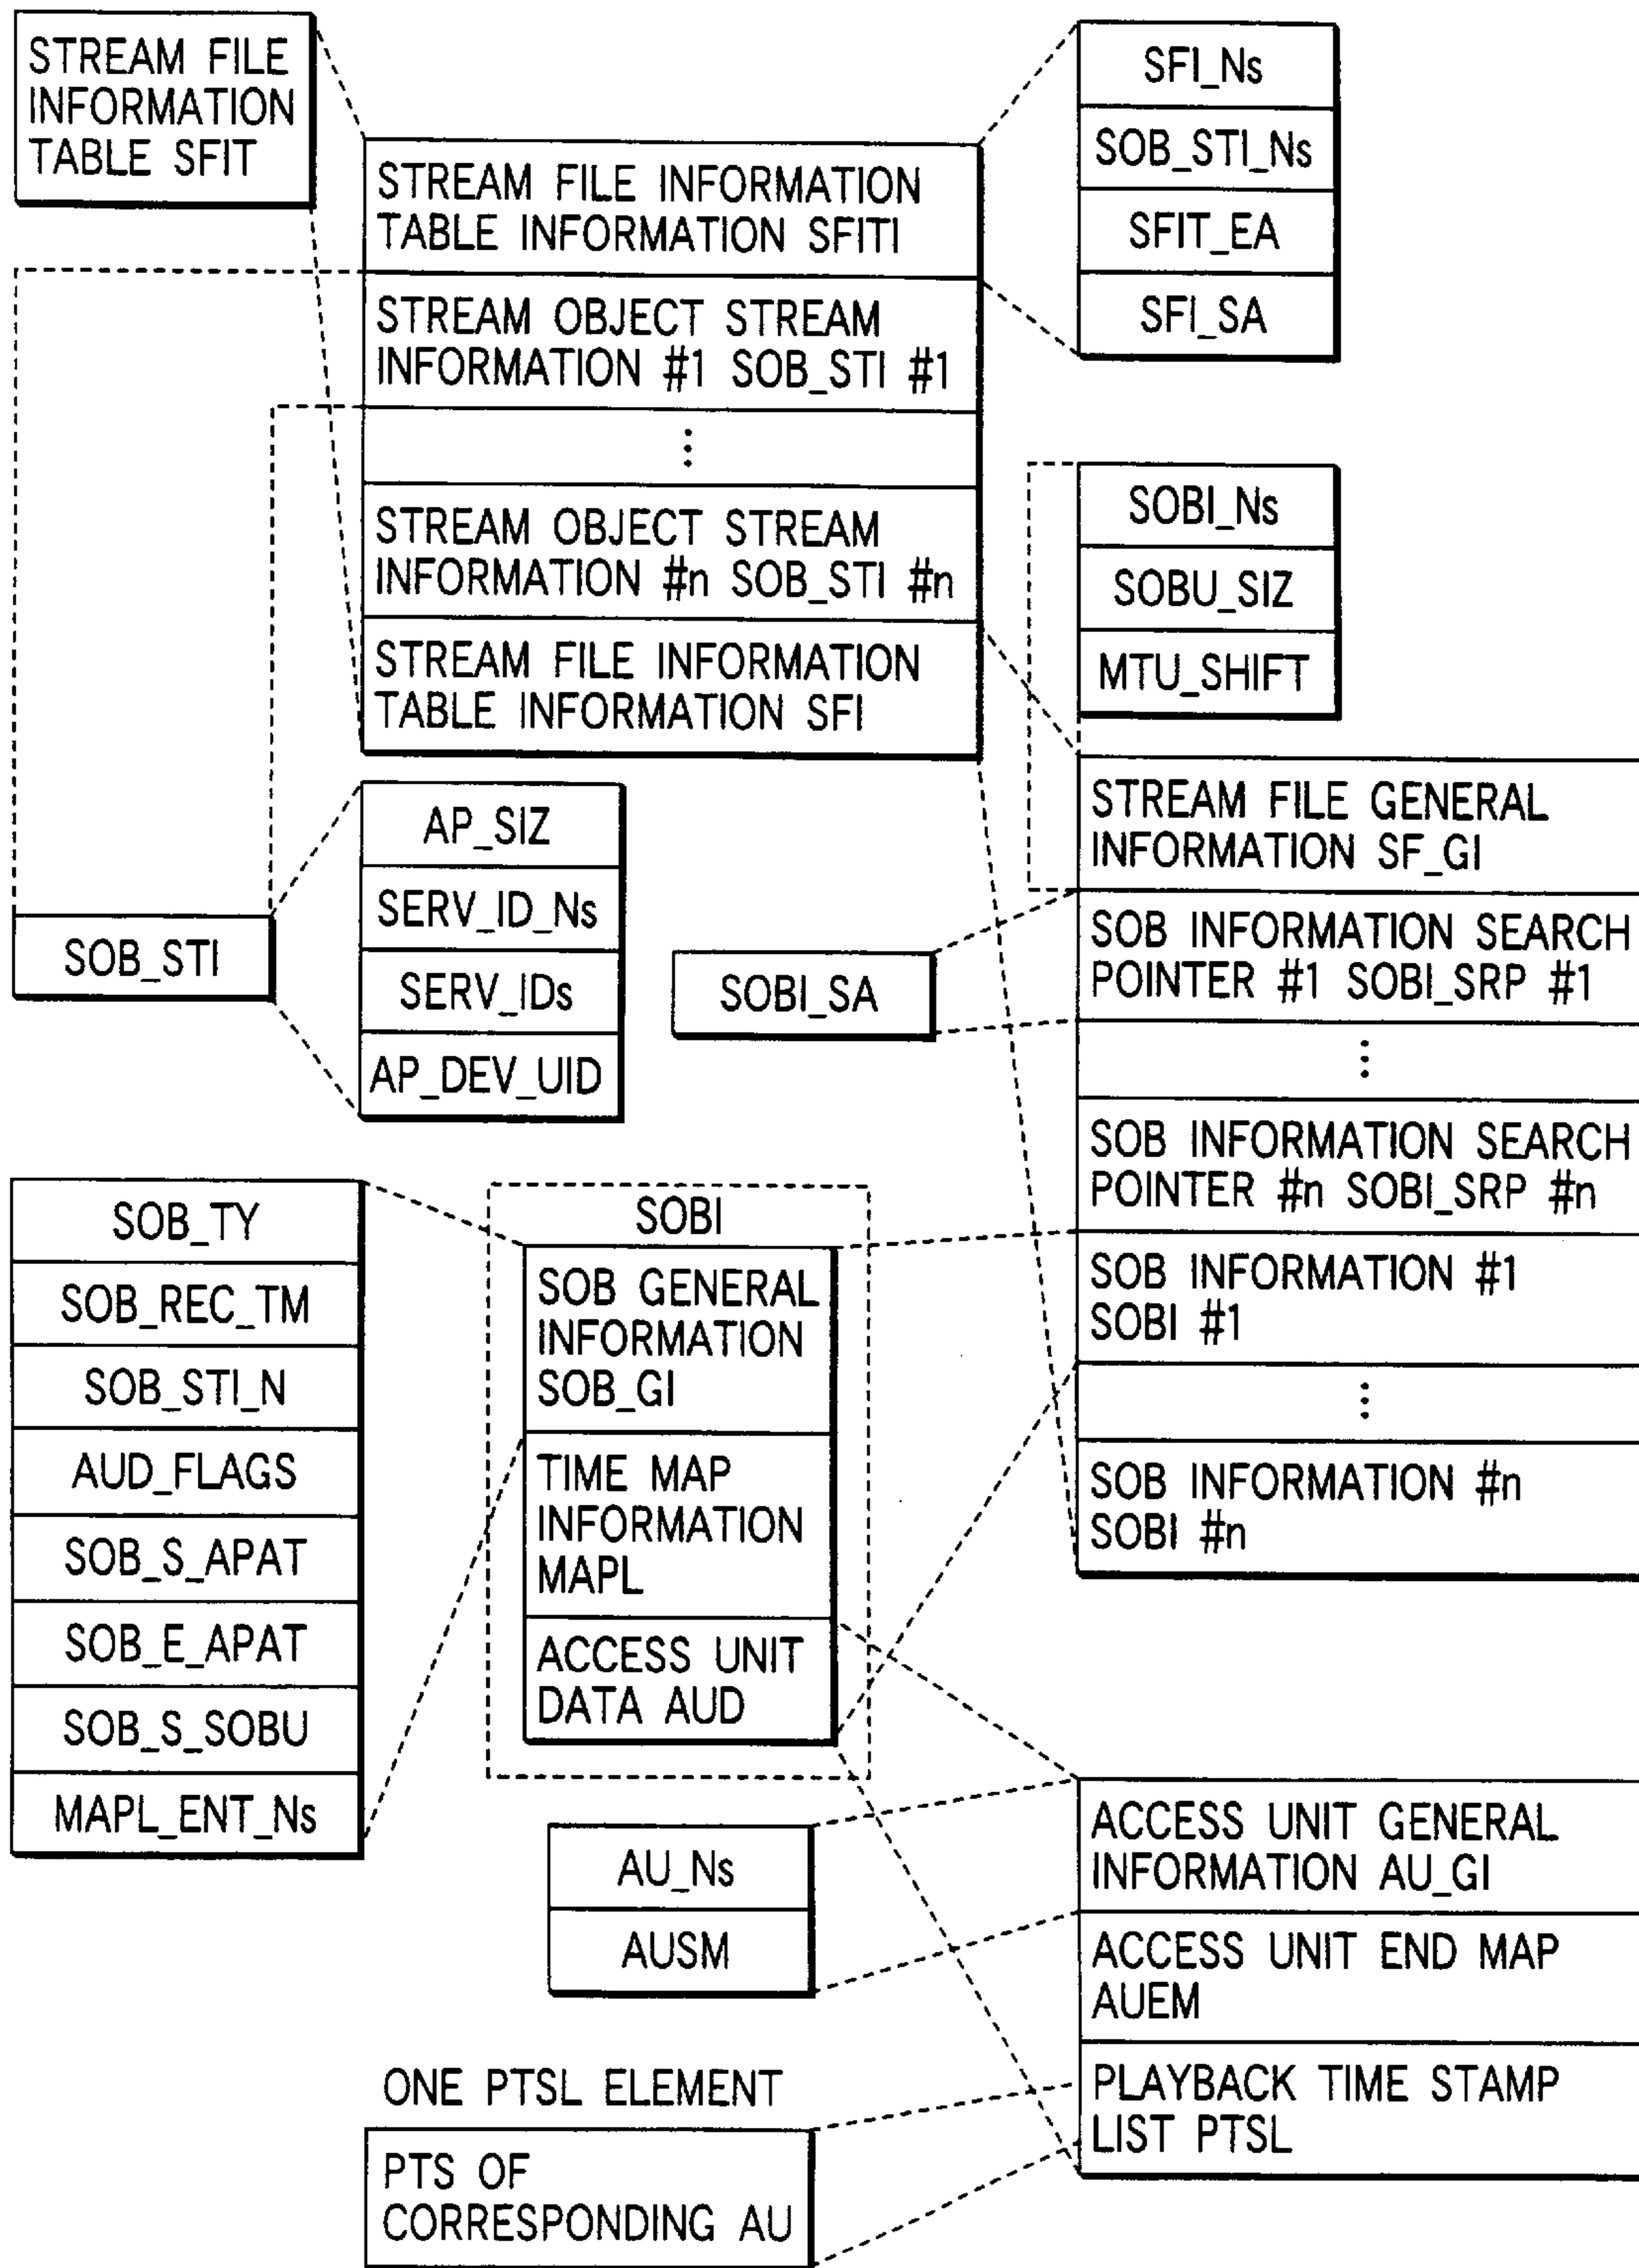 STREAM FILE
INFORMATION
TABLE SFIT
STREAM FILE INFORMATION
TABLE INFORMATION SFITI
STREAM OBJECT STREAM
INFORMATION #1 SOB_STI #1
⋮
STREAM OBJECT STREAM
INFORMATION #n SOB_STI #n
STREAM FILE INFORMATION
TABLE INFORMATION SFI
SFI_Ns
SOB_STI_Ns
SFIT_EA
SFI_SA
SOBI_Ns
SOBU_SIZ
MTU_SHIFT
SOB_STI
AP_SIZ
SERV_ID_Ns
SERV_IDs
AP_DEV_UID
SOBI_SA
STREAM FILE GENERAL
INFORMATION SF_GI
SOB INFORMATION SEARCH
POINTER #1 SOBI_SRP #1
⋮
SOB INFORMATION SEARCH
POINTER #n SOBI_SRP #n
SOB INFORMATION #1
SOBI #1
⋮
SOB INFORMATION #n
SOBI #n
SOB_TY
SOB_REC_TM
SOB_STI_N
AUD_FLAGS
SOB_S_APAT
SOB_E_APAT
SOB_S_SOBU
MAPL_ENT_Ns
SOBI
SOB GENERAL
INFORMATION
SOB_GI
TIME MAP
INFORMATION
MAPL
ACCESS UNIT
DATA AUD
AU_Ns
AUSM
ACCESS UNIT GENERAL
INFORMATION AU_GI
ACCESS UNIT END MAP
AUEM
PLAYBACK TIME STAMP
LIST PTSL
ONE PTSL ELEMENT
PTS OF
CORRESPONDING AU